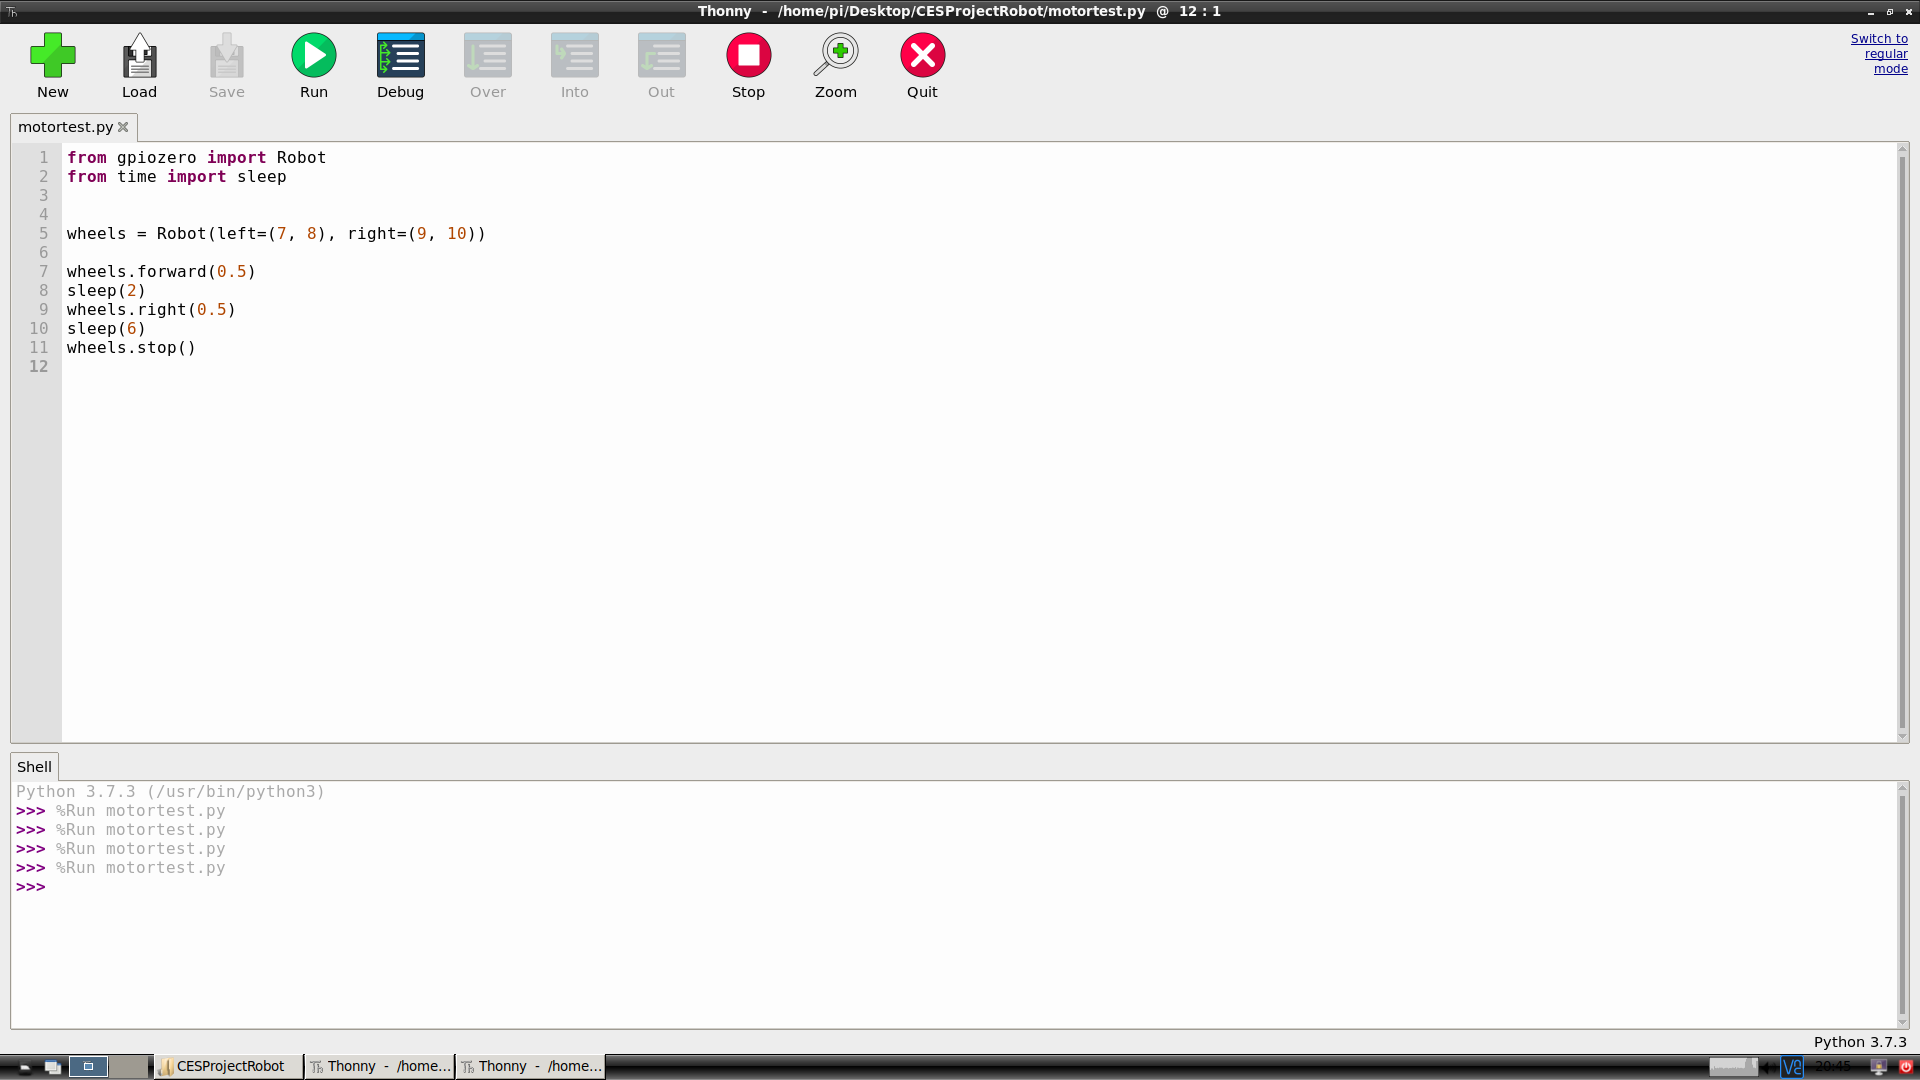 Thonny - /home/pi/Desktop/CESProjectRobot/motortest.py @ 12 : 1
New Load Save Run Debug Over Into Out Stop Zoom Quit
Switch to
regular
mode
motortest.py
1 from gpiozero import Robot
2 from time import sleep
3
4
5 wheels = Robot(left=(7, 8), right=(9, 10))
6
7 wheels.forward(0.5)
8 sleep(2)
9 wheels.right(0.5)
10 sleep(6)
11 wheels.stop()
12
Shell
Python 3.7.3 (/usr/bin/python3)
>>> %Run motortest.py
>>> %Run motortest.py
>>> %Run motortest.py
>>> %Run motortest.py
>>>
Python 3.7.3
CESProjectRobot Thonny - /home... Thonny - /home... 20:45